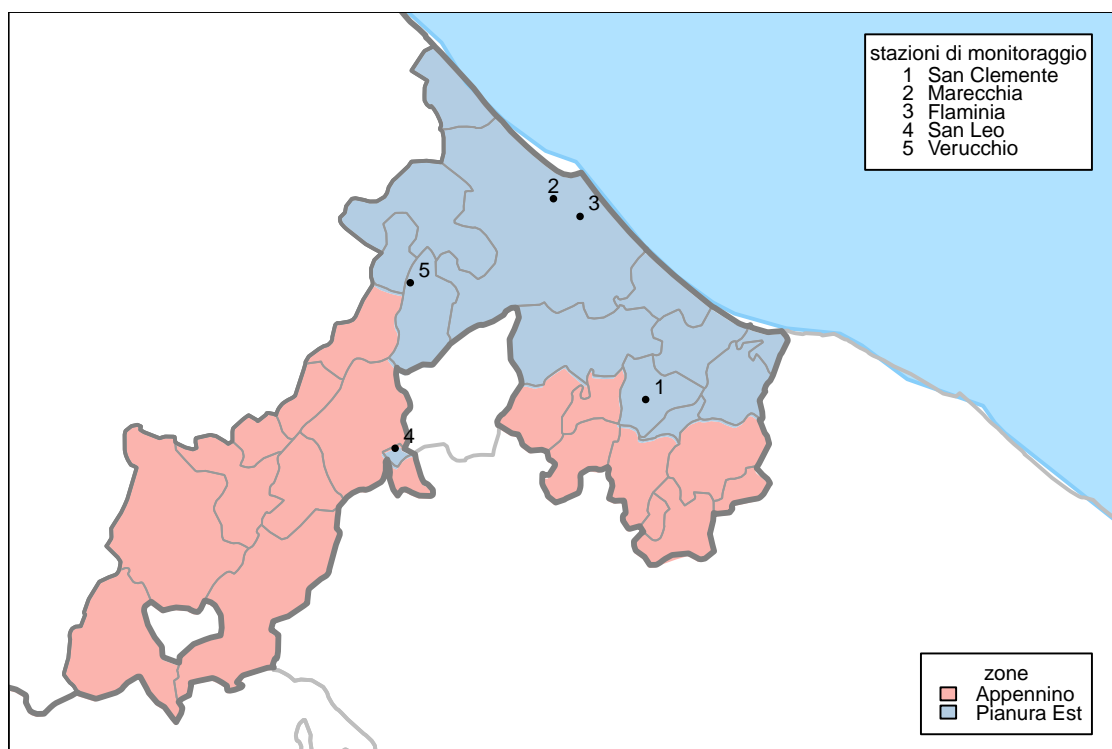 stazioni di monitoraggio
1 San Clemente
2 Marecchia
3 Flaminia
4 San Leo
5 Verucchio
2
3
5
1
4
zone
Appennino
Pianura Est